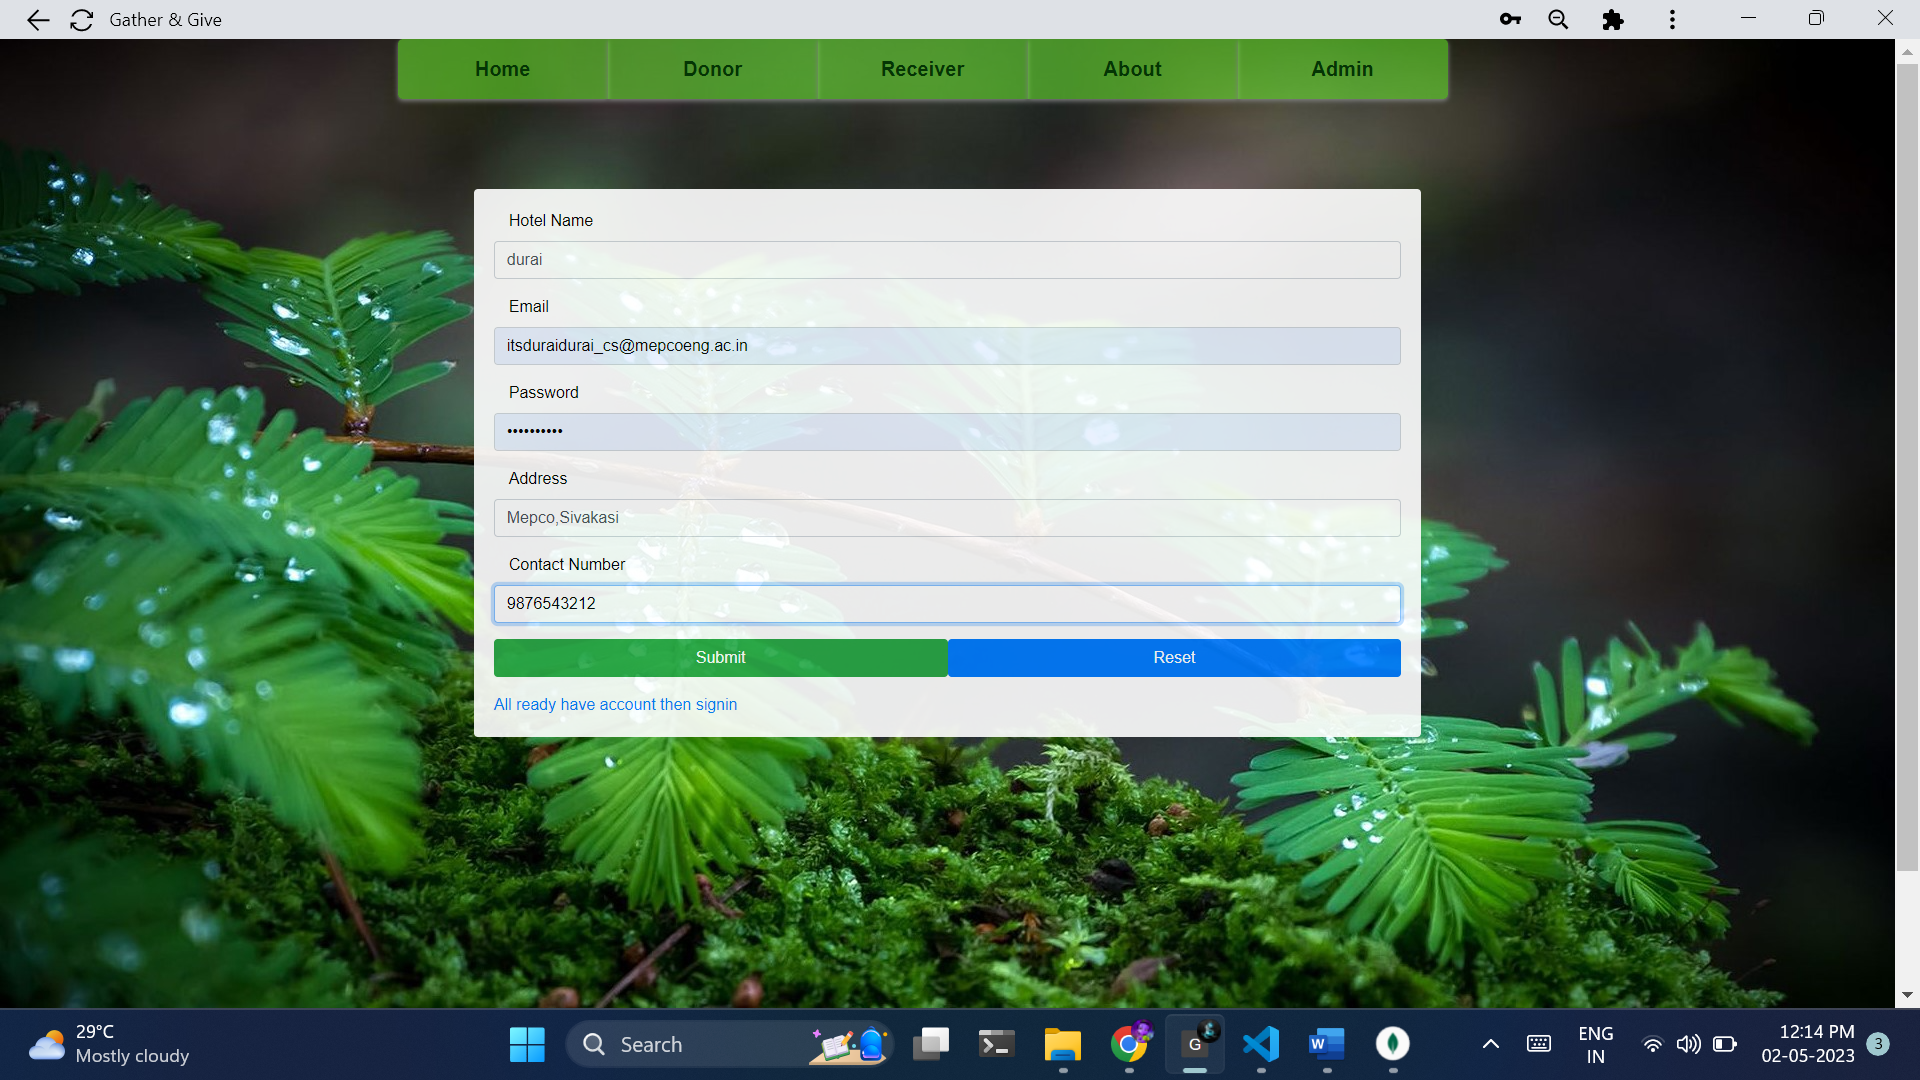 Gather & Give
Home Donor Receiver About Admin
Hotel Name
durai
Email
itsduraidurai_cs@mepcoeng.ac.in
Password
••••••••••
Address
Mepco,Sivakasi
Contact Number
9876543212
Submit Reset
All ready have account then signin
29°C
Mostly cloudy
Search
G
W
ENG
IN
12:14 PM
02-05-2023
3